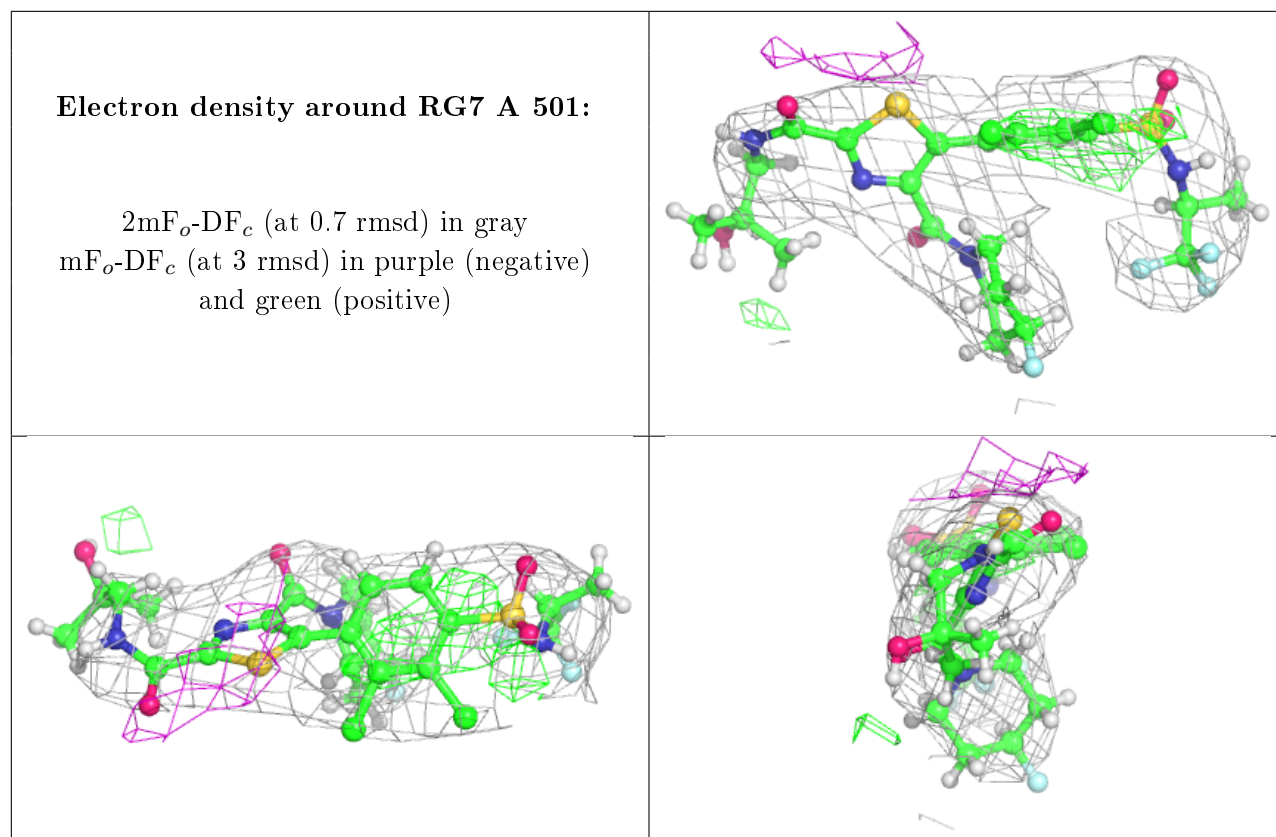 Electron density around RG7 A 501:
2mFo-DFc (at 0.7 rmsd) in gray
mFo-DFc (at 3 rmsd) in purple (negative)
and green (positive)